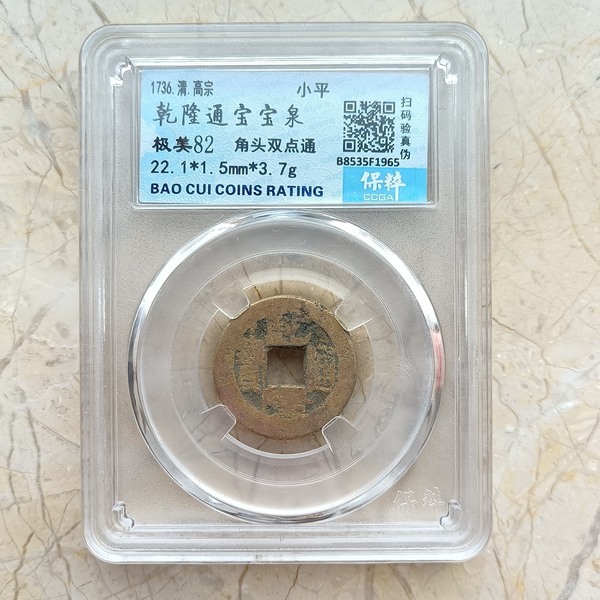 1736.清.高宗 小平
乾隆通宝宝泉
极美82 角头双点通
22.1*1.5mm*3.7g
BAO CUI COINS RATING
扫码验真伪
B8535F1965
保粹
CCGA
保粹